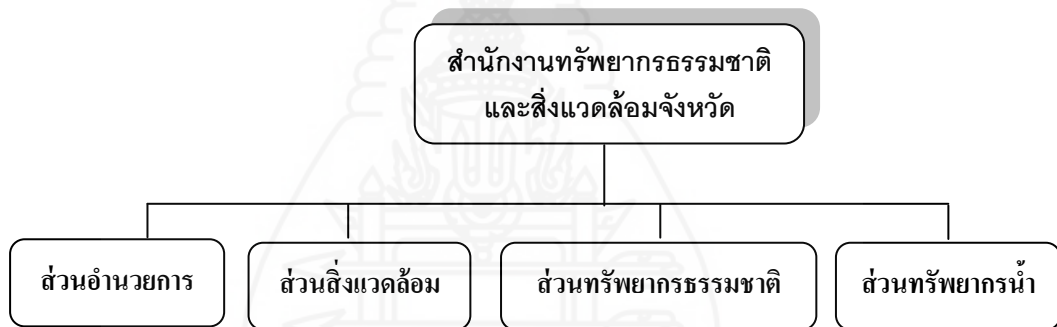 สำนักงานทรัพยากรธรรมชาติ
และสิ่งแวดล้อมจังหวัด
ส่วนอำนวยการ
ส่วนสิ่งแวดล้อม
ส่วนทรัพยากรธรรมชาติ
ส่วนทรัพยากรน้ำ